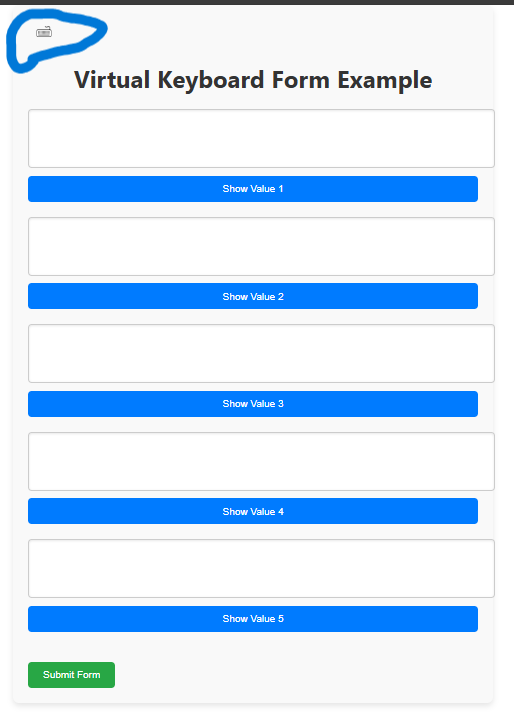 Virtual Keyboard Form Example
Show Value 1
Show Value 2
Show Value 3
Show Value 4
Show Value 5
Submit Form